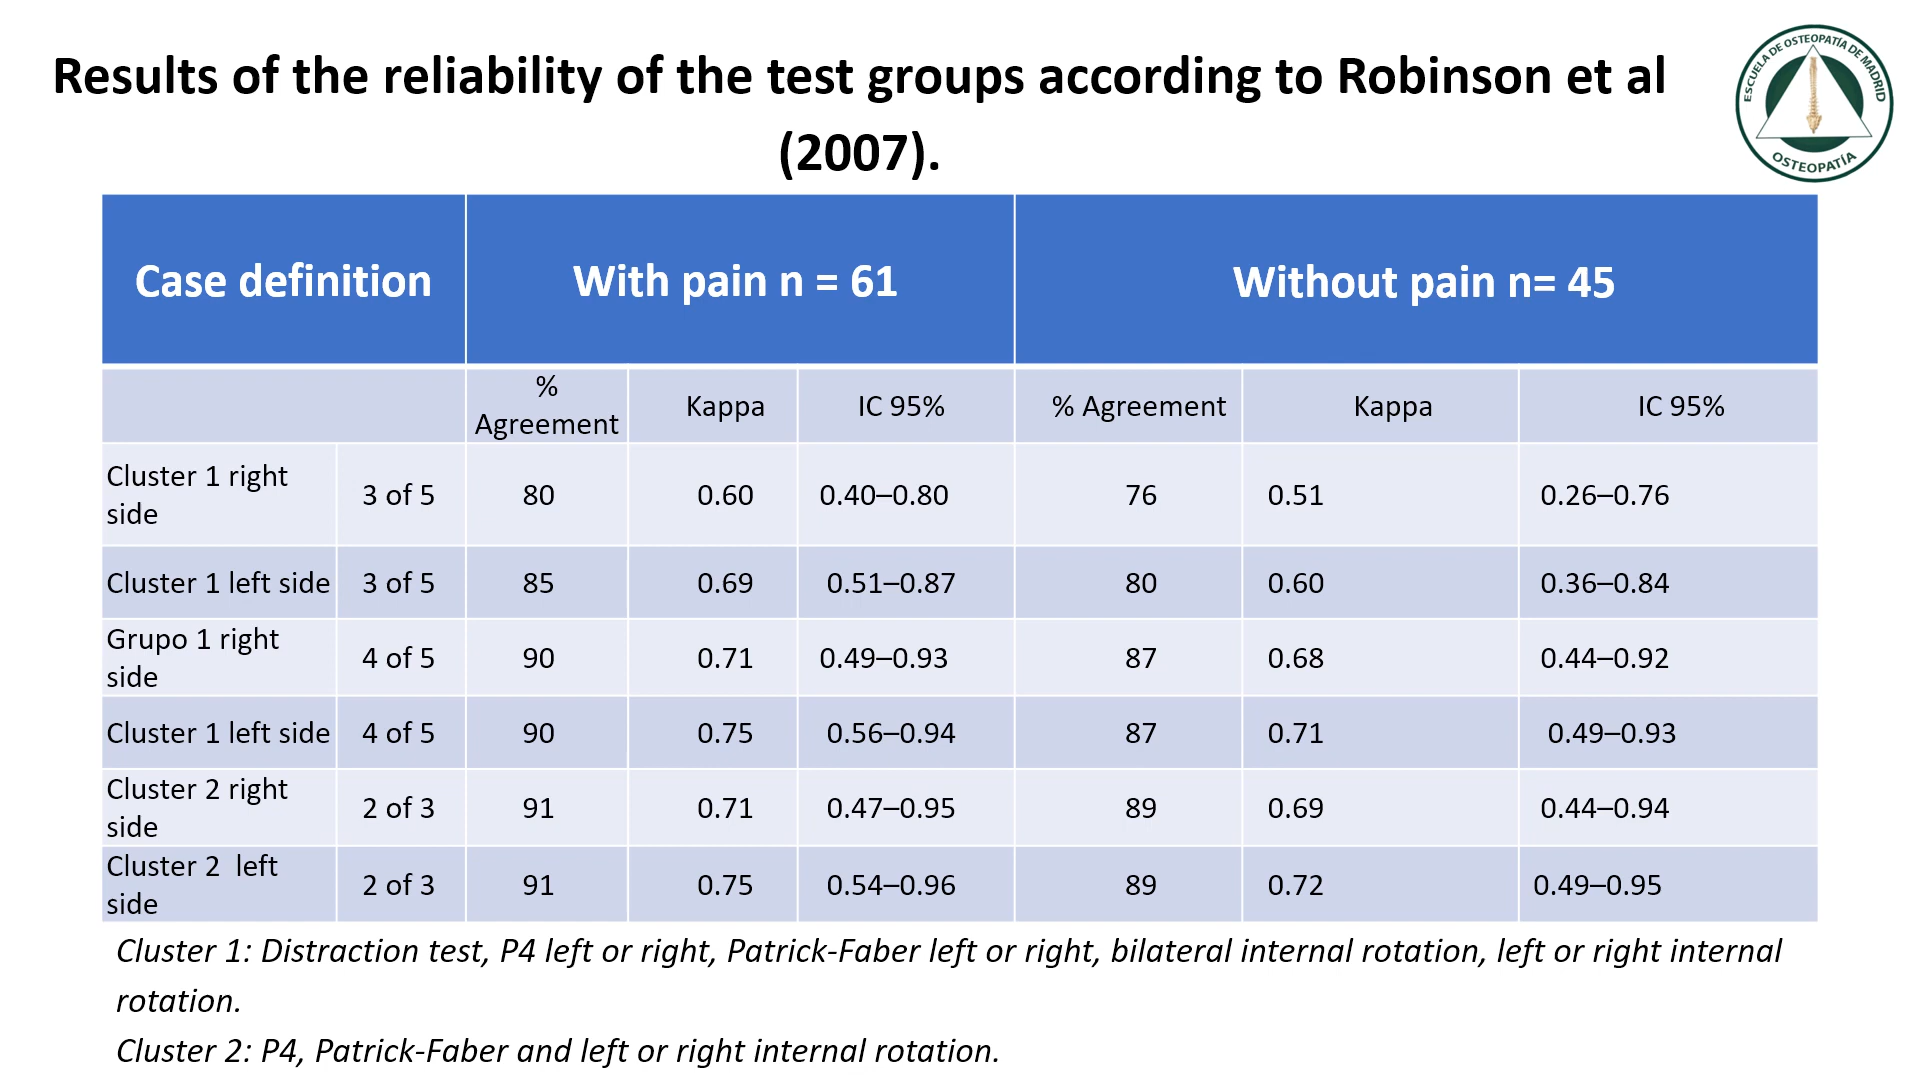 Results of the reliability of the test groups according to Robinson et al
(2007).
ESCUELA DE OSTEOPATÍA DE MADRID
OSTEOPATÍA
Case definition With pain n = 61 Without pain n= 45
%
Agreement Kappa IC 95% % Agreement Kappa IC 95%
Cluster 1 right
side 3 of 5 80 0.60 0.40–0.80 76 0.51 0.26–0.76
Cluster 1 left side 3 of 5 85 0.69 0.51–0.87 80 0.60 0.36–0.84
Grupo 1 right
side 4 of 5 90 0.71 0.49–0.93 87 0.68 0.44–0.92
Cluster 1 left side 4 of 5 90 0.75 0.56–0.94 87 0.71 0.49–0.93
Cluster 2 right
side 2 of 3 91 0.71 0.47–0.95 89 0.69 0.44–0.94
Cluster 2 left
side 2 of 3 91 0.75 0.54–0.96 89 0.72 0.49–0.95
Cluster 1: Distraction test, P4 left or right, Patrick-Faber left or right, bilateral internal rotation, left or right internal
rotation.
Cluster 2: P4, Patrick-Faber and left or right internal rotation.